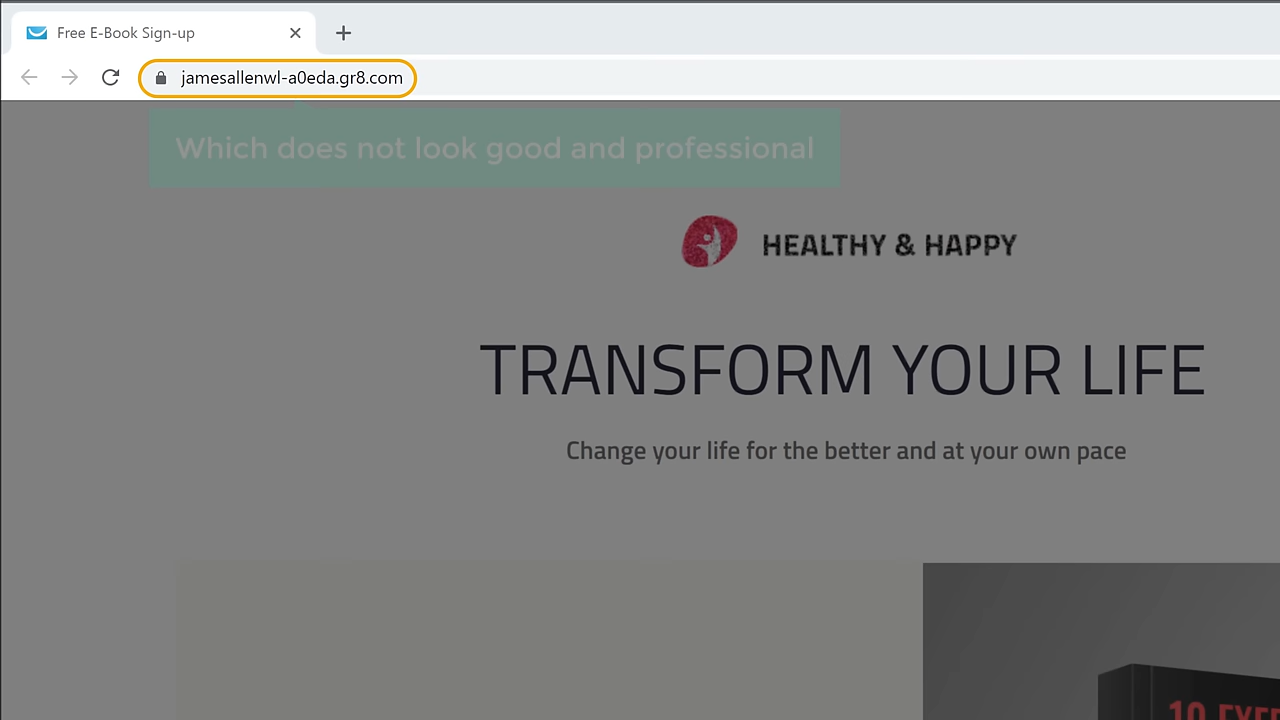 Free E-Book Sign-up
jamesallenwl-a0eda.gr8.com
Which does not look good and professional
HEALTHY & HAPPY
TRANSFORM YOUR LIFE
Change your life for the better and at your own pace
10